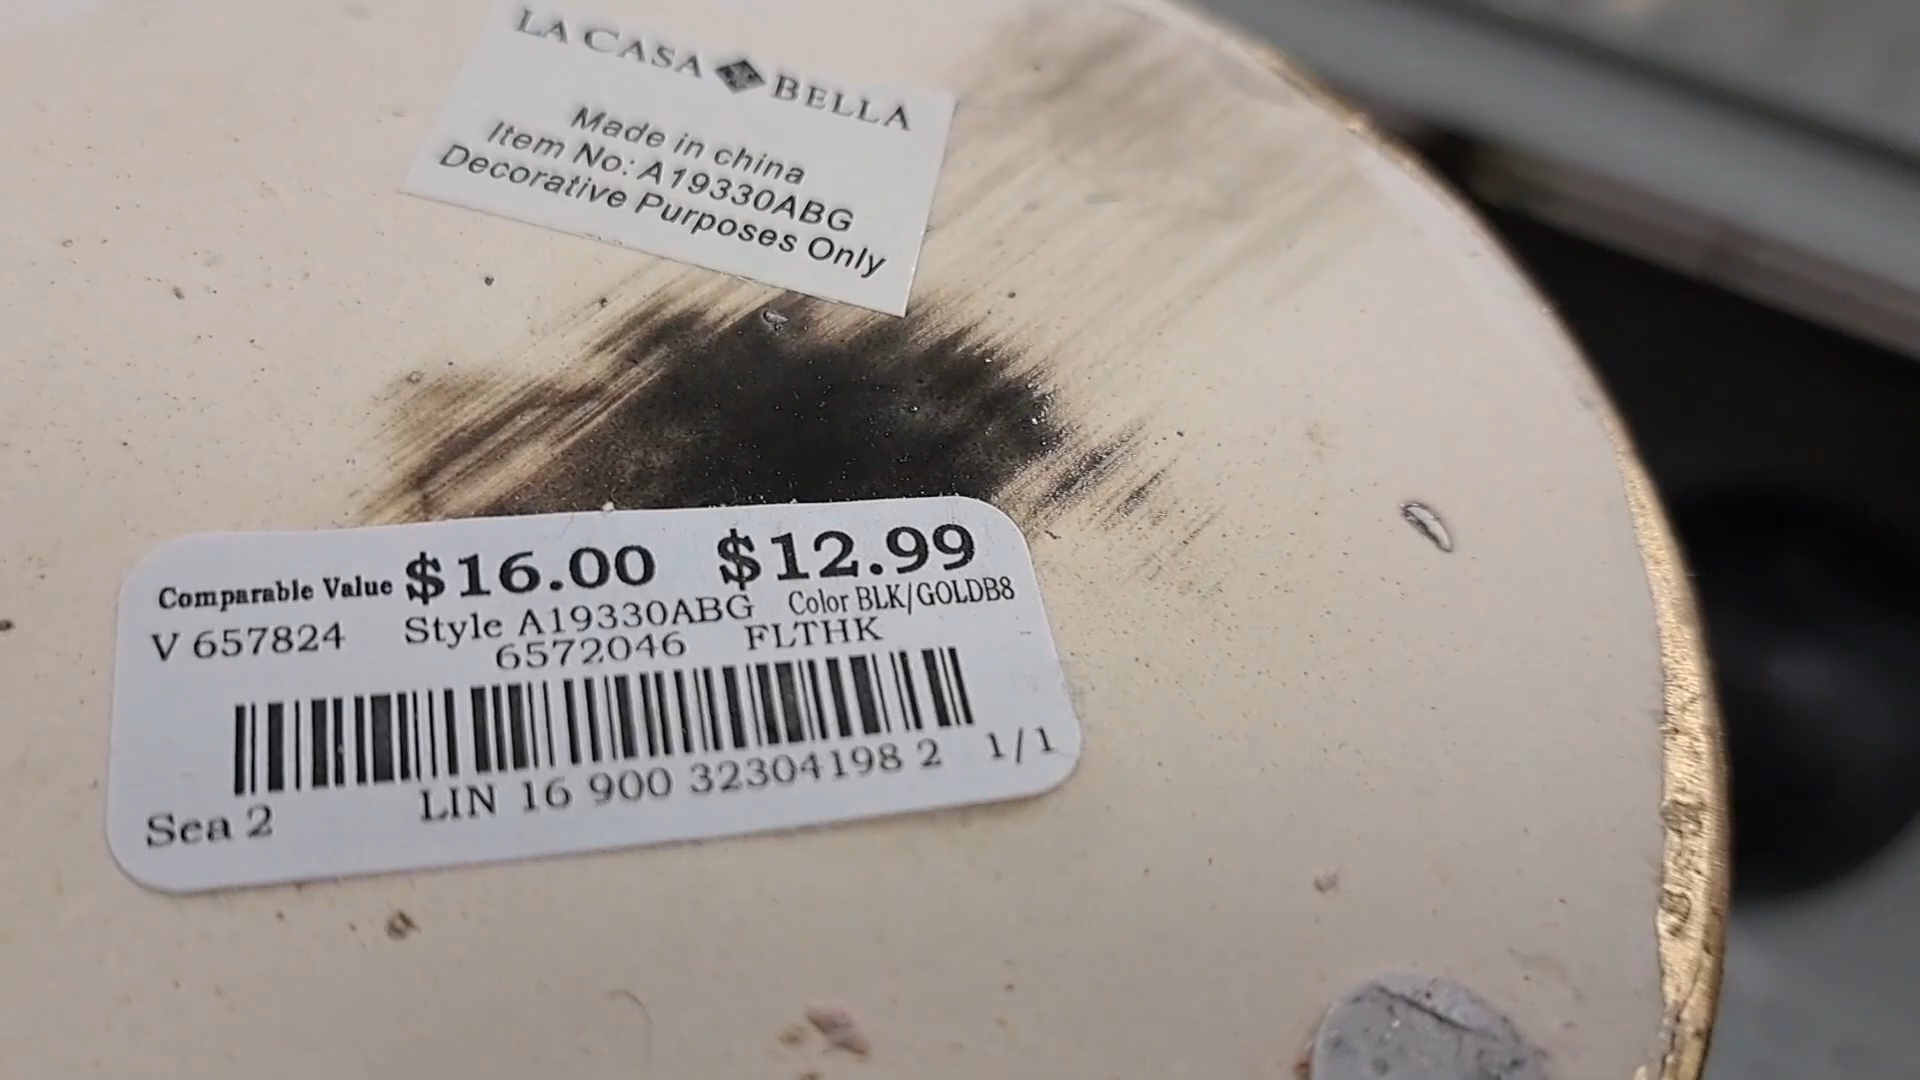 LA CASA BELLA
Made in china
Item No: A19330ABG
Decorative Purposes Only
Comparable Value $16.00 $12.99
V 657824 Style A19330ABG Color BLK/GOLDB8
6572046 FLTHK
LIN 16 900 32304198 2 1/1
Sea 2